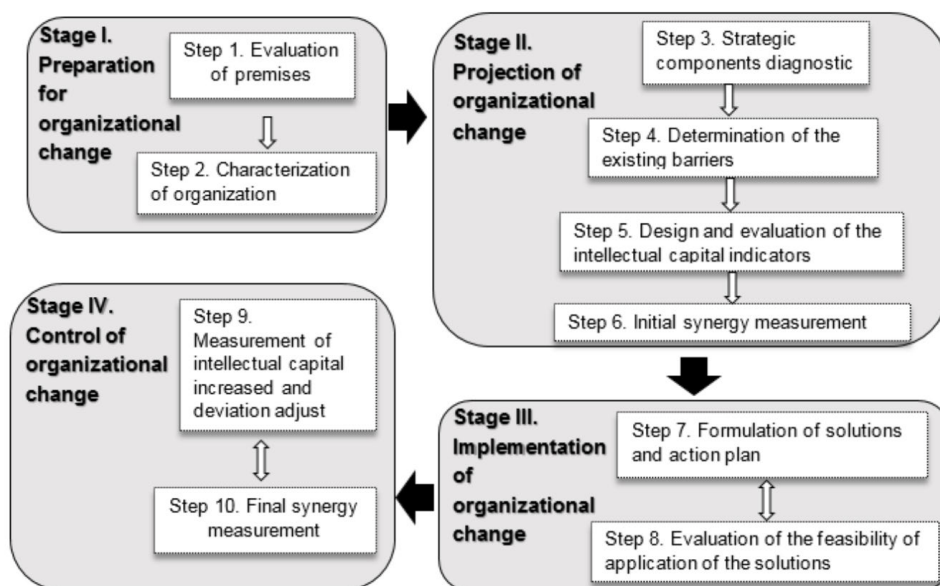 Stage I.
Preparation
for
organizational
change
Step 1. Evaluation
of premises
Step 2. Characterization
of organization
Stage II.
Projection of
organizational
change
Step 3. Strategic
components diagnostic
Step 4. Determination of the
existing barriers
Step 5. Design and evaluation of the
intellectual capital indicators
Step 6. Initial synergy measurement
Stage III.
Implementation
of
organizational
change
Step 7. Formulation of solutions
and action plan
Step 8. Evaluation of the feasibility of
application of the solutions
Stage IV.
Control of
organizational
change
Step 9.
Measurement of
intellectual capital
increased and
deviation adjust
Step 10. Final synergy
measurement